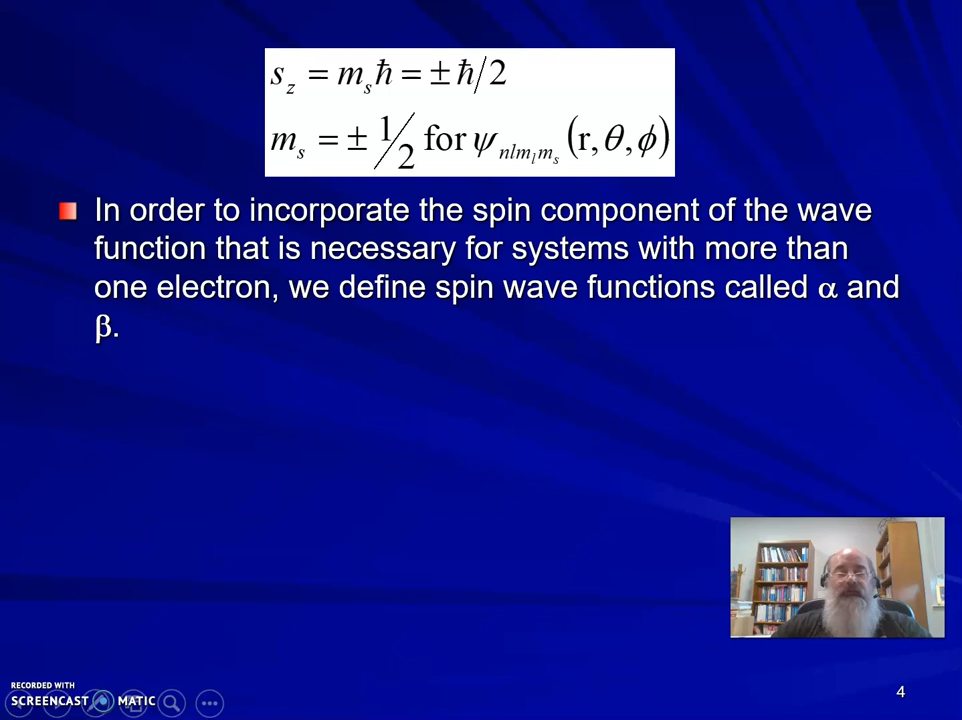 s_z = m_s ħ = ± ħ/2
m_s = ± 1/2 for ψ_{nlm_l m_s} (r, θ, ϕ)
In order to incorporate the spin component of the wave
function that is necessary for systems with more than
one electron, we define spin wave functions called α and
β.
RECORDED WITH
SCREENCAST MATIC
4